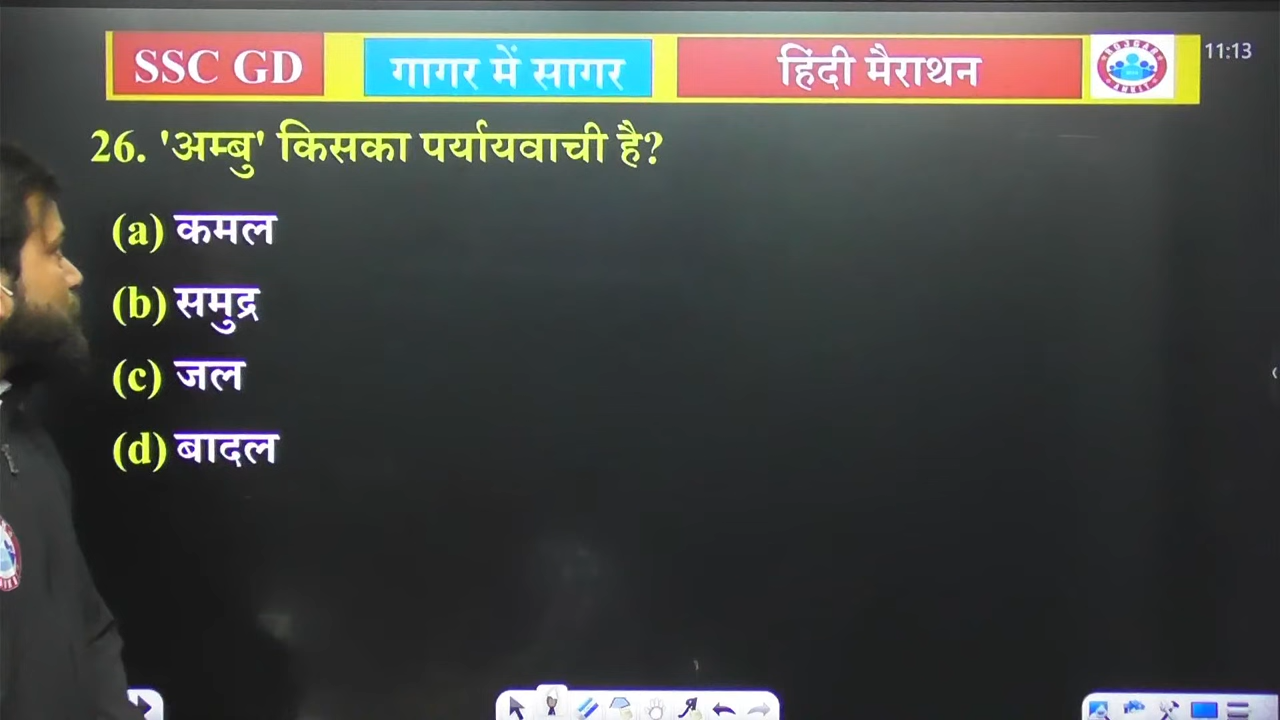 SSC GD
गागर में सागर
हिंदी मैराथन
11:13
26. 'अम्बु' किसका पर्यायवाची है?
(a) कमल
(b) समुद्र
(c) जल
(d) बादल